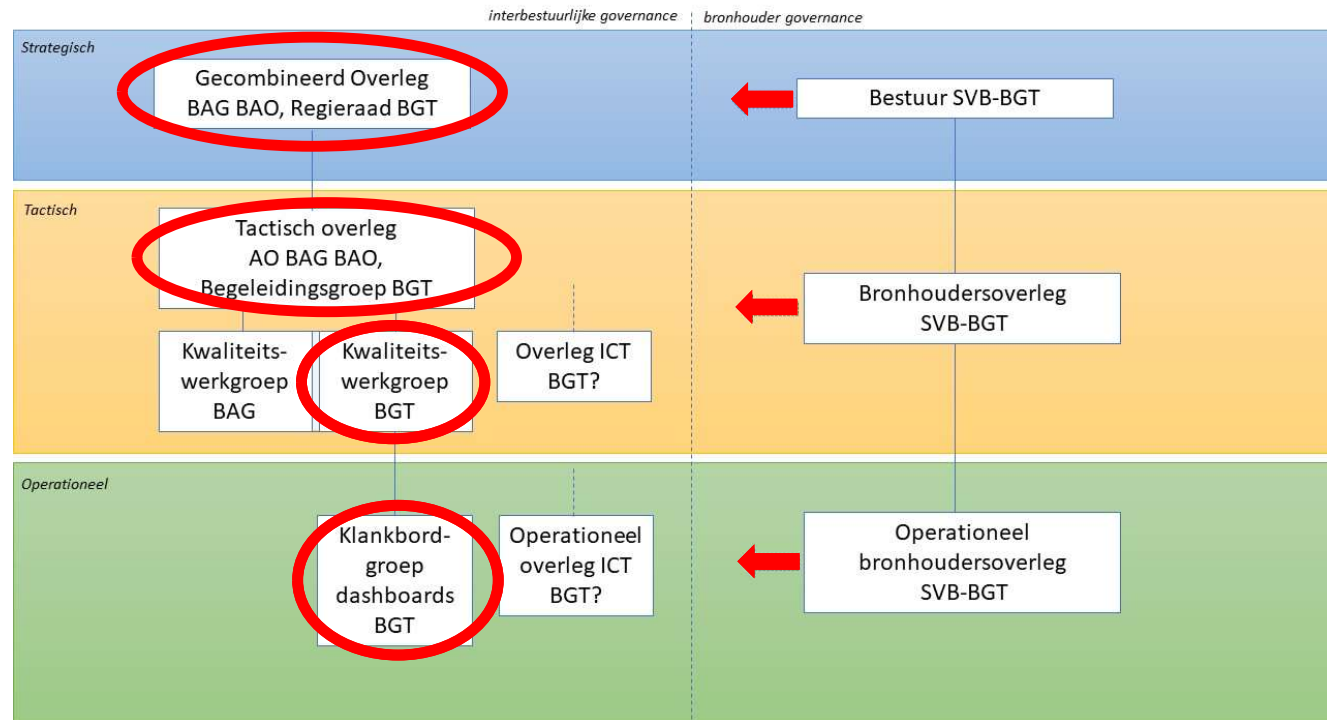 interbestuurlijke governance
bronhouder governance
Strategisch
Gecombineerd Overleg
BAG BAO, Regieraad BGT
Bestuur SVB-BGT
Tactisch
Tactisch overleg
AO BAG BAO,
Begeleidingsgroep BGT
Bronhoudersoverleg
SVB-BGT
Kwaliteits-
werkgroep
BAG
Kwaliteits-
werkgroep
BGT
Overleg ICT
BGT?
Operationeel
Klankbord-
groep
dashboards
BGT
Operationeel
overleg ICT
BGT?
Operationeel
bronhoudersoverleg
SVB-BGT